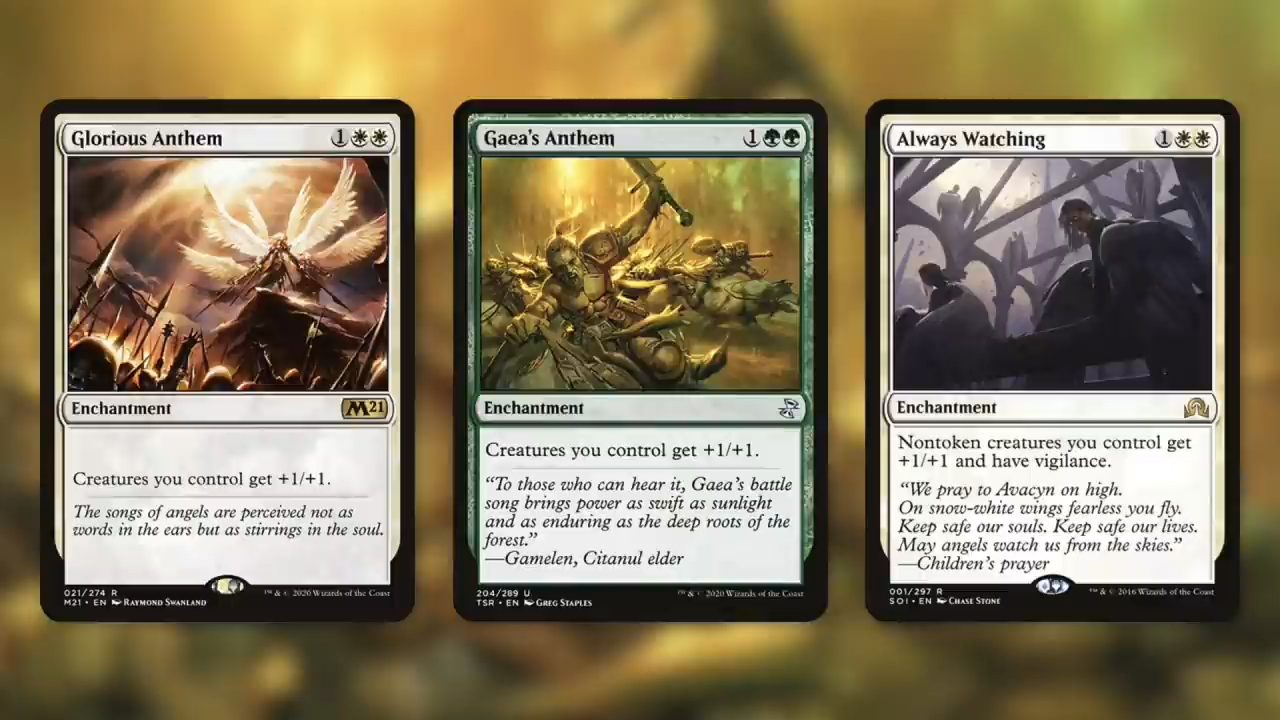 Glorious Anthem 1
Enchantment M21
Creatures you control get +1/+1.
The songs of angels are perceived not as
words in the ears but as stirrings in the soul.
021/274 R
M21 • EN RAYMOND SWANLAND
™ & © 2020 Wizards of the Coast
Gaea's Anthem 1
Enchantment
Creatures you control get +1/+1.
"To those who can hear it, Gaea's battle
song brings power as swift as sunlight
and as enduring as the deep roots of the
forest."
—Gamelen, Citanul elder
204/289 U
TSR • EN GREG STAPLES
™ & © 2020 Wizards of the Coast
Always Watching 1
Enchantment
Nontoken creatures you control get
+1/+1 and have vigilance.
"We pray to Avacyn on high.
On snow-white wings fearless you fly.
Keep safe our souls. Keep safe our lives.
May angels watch us from the skies."
—Children's prayer
001/297 R
SOI • EN CHASE STONE
™ & © 2016 Wizards of the Coast